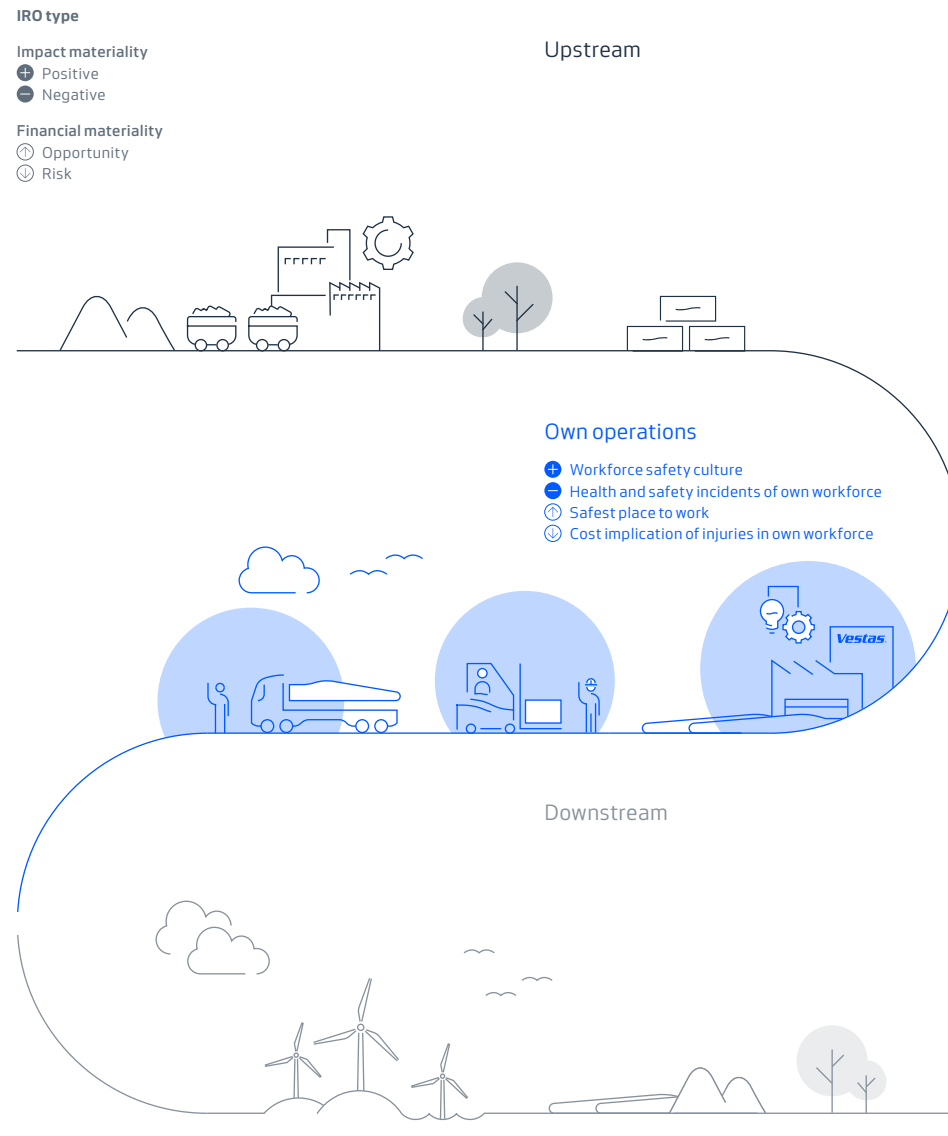 IRO type
Impact materiality
Positive
Negative
Financial materiality
Opportunity
Risk
Upstream
Own operations
Workforce safety culture
Health and safety incidents of own workforce
Safest place to work
Cost implication of injuries in own workforce
Vestas
Downstream